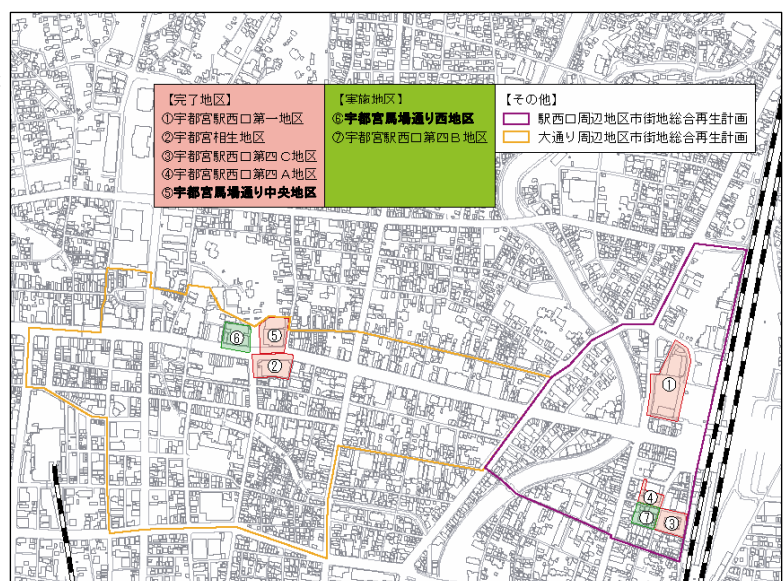 【完了地区】
①宇都宮駅西口第一地区
②宇都宮相生地区
③宇都宮駅西口第四C地区
④宇都宮駅西口第四A地区
⑤宇都宮馬場通り中央地区
【実施地区】
⑥宇都宮馬場通り西地区
⑦宇都宮駅西口第四B地区
【その他】
駅西口周辺地区市街地総合再生計画
大通り周辺地区市街地総合再生計画
⑥
⑤
②
①
④
⑦
③